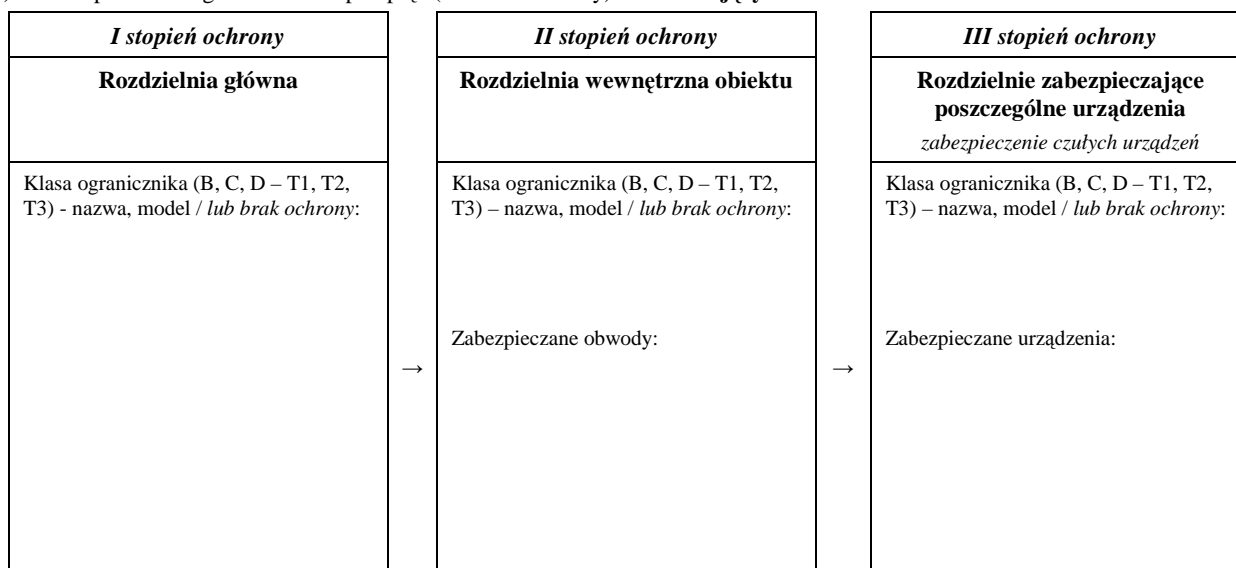 I stopień ochrony
Rozdzielnia główna
Klasa ogranicznika (B, C, D – T1, T2,
T3) - nazwa, model / lub brak ochrony:
→
II stopień ochrony
Rozdzielnia wewnętrzna obiektu
Klasa ogranicznika (B, C, D – T1, T2,
T3) – nazwa, model / lub brak ochrony:
Zabezpieczane obwody:
→
III stopień ochrony
Rozdzielnie zabezpieczające
poszczególne urządzenia
zabezpieczenie czułych urządzeń
Klasa ogranicznika (B, C, D – T1, T2,
T3) – nazwa, model / lub brak ochrony:
Zabezpieczane urządzenia: